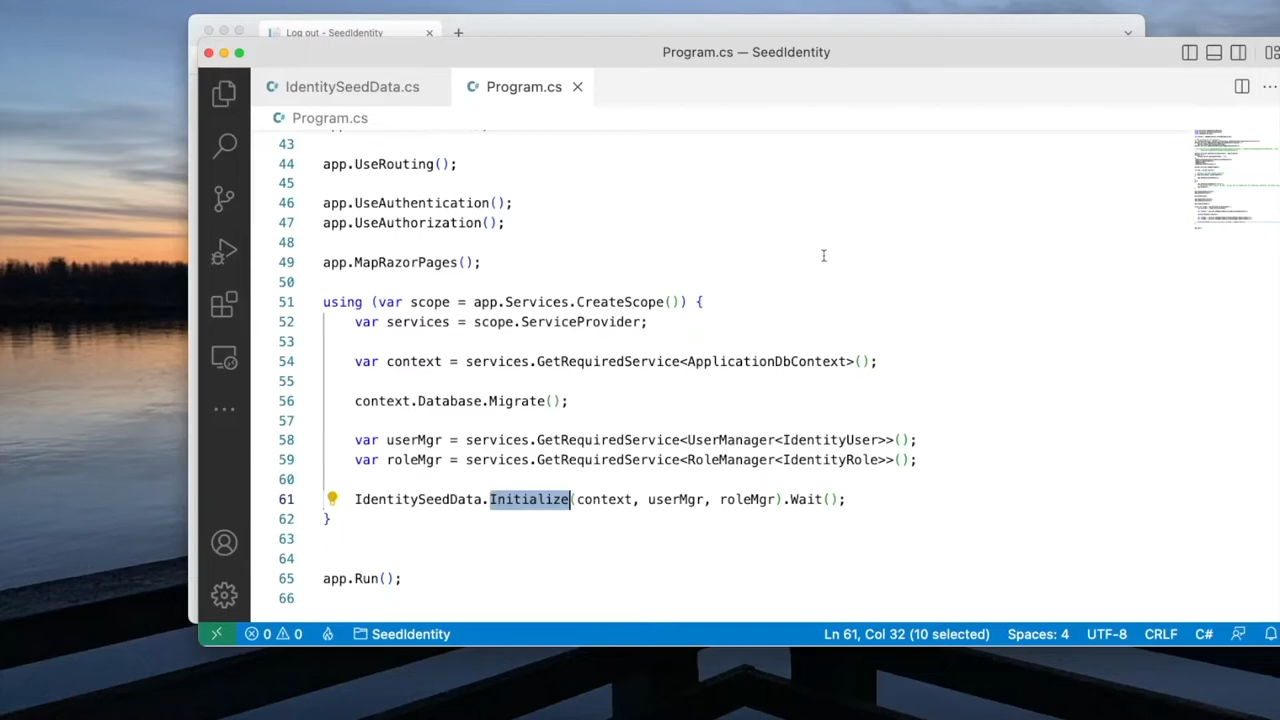 Log out - SeedIdentity
Program.cs — SeedIdentity
IdentitySeedData.cs
Program.cs
Program.cs
43
44 app.UseRouting();
45
46 app.UseAuthentication();
47 app.UseAuthorization();
48
49 app.MapRazorPages();
50
51 using (var scope = app.Services.CreateScope()) {
52 var services = scope.ServiceProvider;
53
54 var context = services.GetRequiredService<ApplicationDbContext>();
55
56 context.Database.Migrate();
57
58 var userMgr = services.GetRequiredService<UserManager<IdentityUser>>();
59 var roleMgr = services.GetRequiredService<RoleManager<IdentityRole>>();
60
61 IdentitySeedData.Initialize(context, userMgr, roleMgr).Wait();
62 }
63
64
65 app.Run();
66
0 0 SeedIdentity Ln 61, Col 32 (10 selected) Spaces: 4 UTF-8 CRLF C#